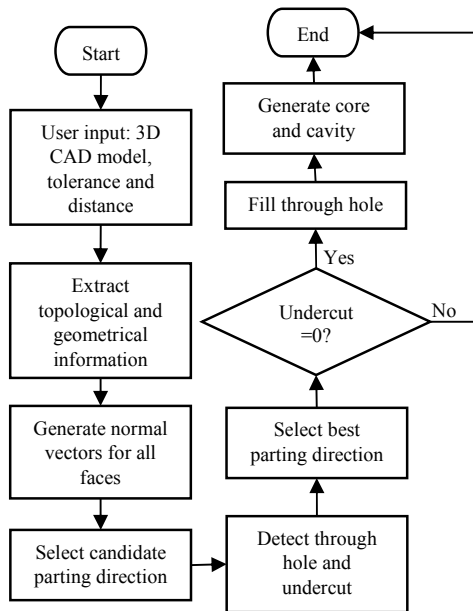 Start
User input: 3D
CAD model,
tolerance and
distance
Extract
topological and
geometrical
information
Generate normal
vectors for all
faces
Select candidate
parting direction
Detect through
hole and
undercut
Select best
parting direction
Undercut
=0?
Yes
No
Fill through hole
Generate core
and cavity
End